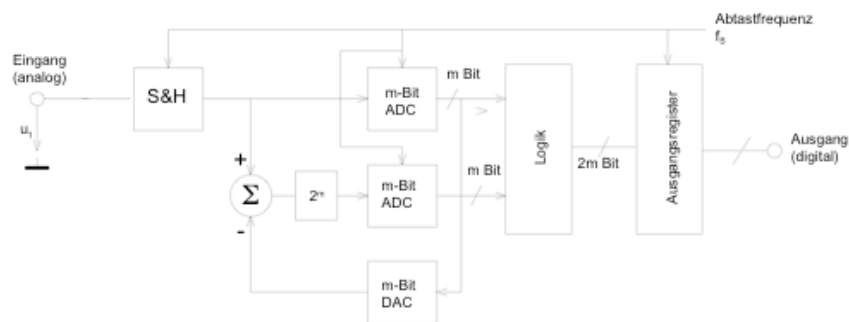 Abtastfrequenz
fs
Eingang
(analog)
S&H
u1
m-Bit
ADC
m Bit
+
Σ
-
2ᵐ
m-Bit
ADC
m Bit
m-Bit
DAC
Logik
2m Bit
Ausgangsregister
Ausgang
(digital)